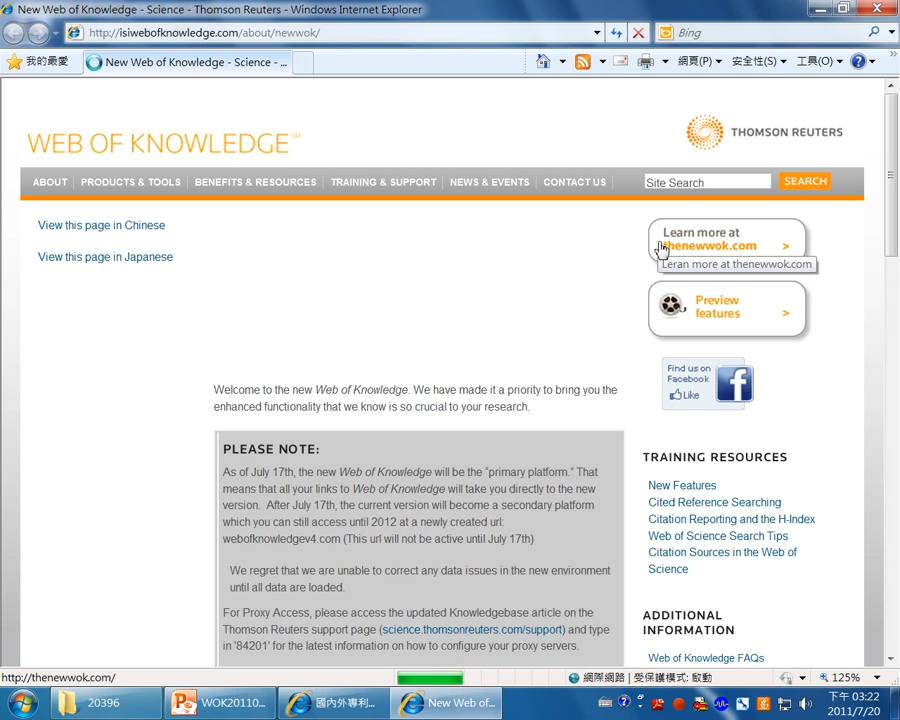 New Web of Knowledge - Science - Thomson Reuters - Windows Internet Explorer
http://isiwebofknowledge.com/about/newwok/
Bing
我的最愛
New Web of Knowledge - Science - ...
網頁(P)
安全性(S)
工具(O)
WEB OF KNOWLEDGE℠
THOMSON REUTERS
ABOUT
PRODUCTS & TOOLS
BENEFITS & RESOURCES
TRAINING & SUPPORT
NEWS & EVENTS
CONTACT US
Site Search
SEARCH
View this page in Chinese
View this page in Japanese
Learn more at
thenewwok.com >
Leran more at thenewwok.com
Preview
features >
Find us on
Facebook
Like
Welcome to the new Web of Knowledge. We have made it a priority to bring you the
enhanced functionality that we know is so crucial to your research.
PLEASE NOTE:
As of July 17th, the new Web of Knowledge will be the "primary platform." That
means that all your links to Web of Knowledge will take you directly to the new
version. After July 17th, the current version will become a secondary platform
which you can still access until 2012 at a newly created url:
webofknowledgev4.com (This url will not be active until July 17th)
We regret that we are unable to correct any data issues in the new environment
until all data are loaded.
For Proxy Access, please access the updated Knowledgebase article on the
Thomson Reuters support page (science.thomsonreuters.com/support) and type
in '84201' for the latest information on how to configure your proxy servers.
TRAINING RESOURCES
New Features
Cited Reference Searching
Citation Reporting and the H-Index
Web of Science Search Tips
Citation Sources in the Web of
Science
ADDITIONAL
INFORMATION
Web of Knowledge FAQs
http://thenewwok.com/
網際網路 | 受保護模式: 啟動
125%
20396
WOK20110...
國內外專利...
New Web of...
下午 03:22
2011/7/20